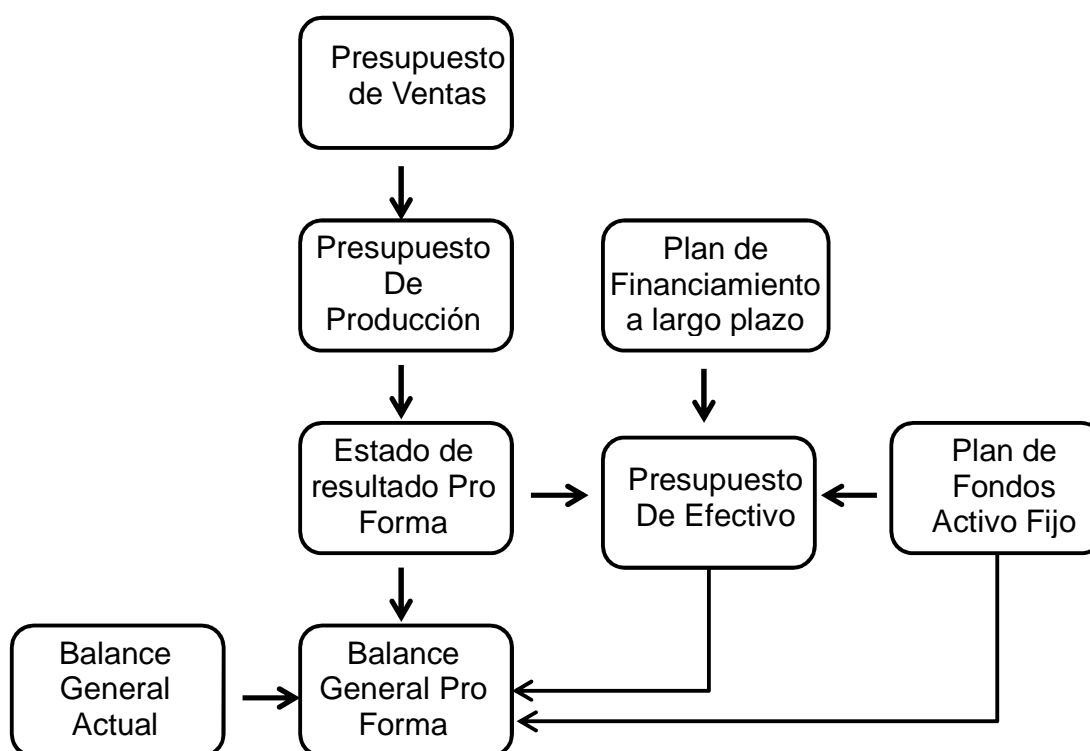 Presupuesto
de Ventas
Presupuesto
De
Producción
Plan de
Financiamiento
a largo plazo
Estado de
resultado Pro
Forma
Presupuesto
De Efectivo
Plan de
Fondos
Activo Fijo
Balance
General
Actual
Balance
General Pro
Forma